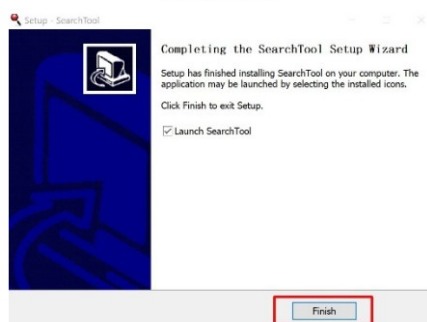 Setup - SearchTool
Completing the SearchTool Setup Wizard
Setup has finished installing SearchTool on your computer. The
application may be launched by selecting the installed icons.
Click Finish to exit Setup.
Launch SearchTool
Finish